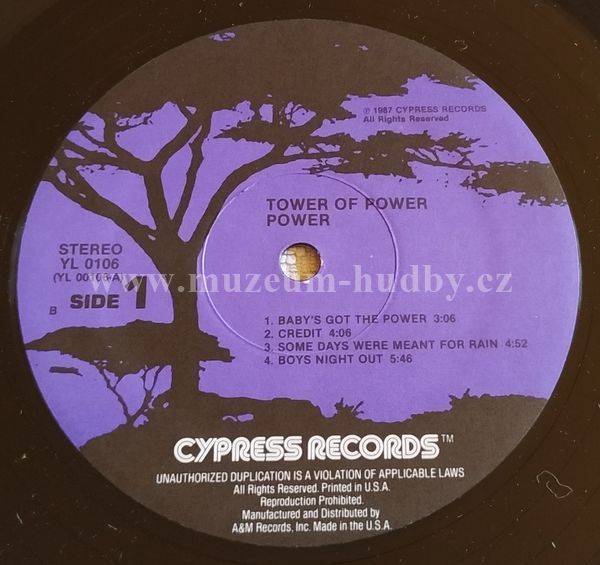 ℗ 1987 CYPRESS RECORDS
All Rights Reserved
TOWER OF POWER
POWER
STEREO
YL 0106
(YL 00106-A)
B SIDE 1
www.muzeum-hudby.cz
1. BABY'S GOT THE POWER 3:06
2. CREDIT 4:06
3. SOME DAYS WERE MEANT FOR RAIN 4:52
4. BOYS NIGHT OUT 5:46
CYPRESS RECORDS™
UNAUTHORIZED DUPLICATION IS A VIOLATION OF APPLICABLE LAWS
All Rights Reserved. Printed in U.S.A.
Reproduction Prohibited.
Manufactured and Distributed by
A&M Records, Inc. Made in the U.S.A.